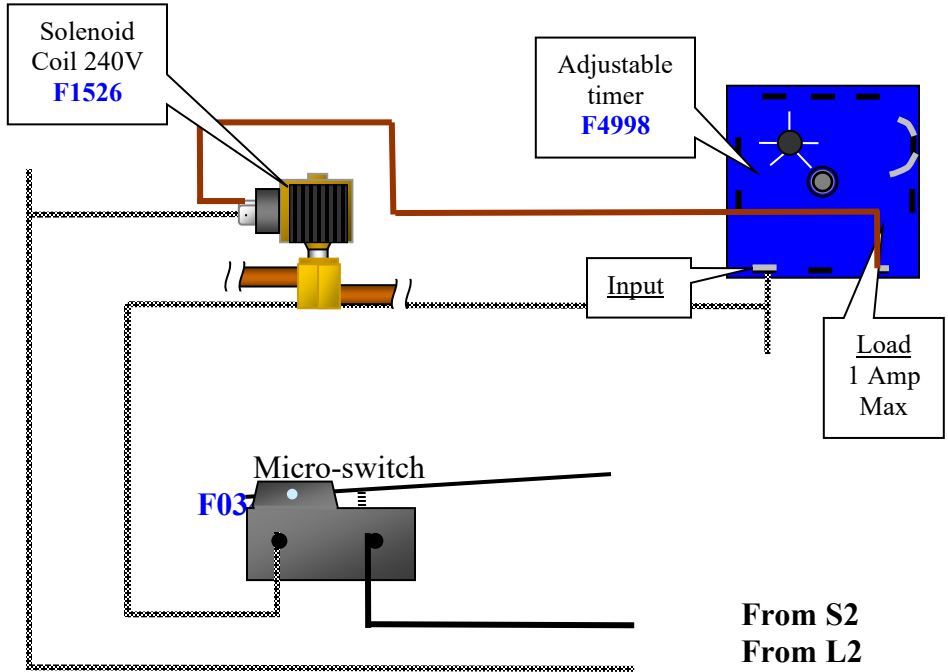 Solenoid
Coil 240V
F1526
Adjustable
timer
F4998
Input
Load
1 Amp
Max
Micro-switch
F03
From S2
From L2